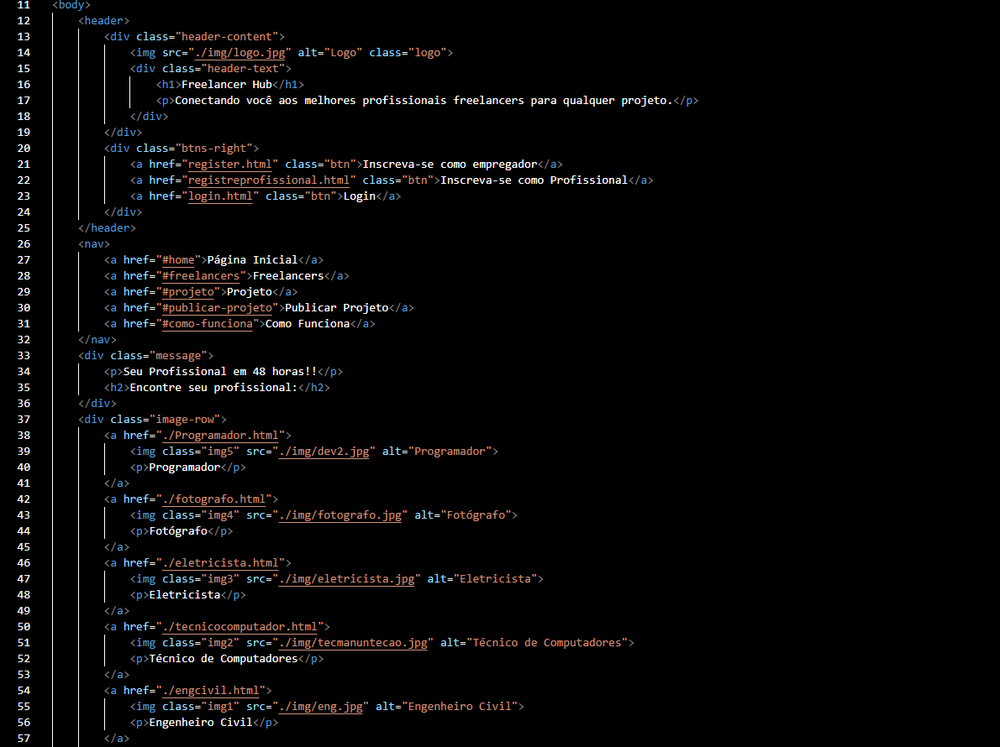 11 <body>
12 <header>
13 <div class="header-content">
14 <img src="./img/logo.jpg" alt="Logo" class="logo">
15 <div class="header-text">
16 <h1>Freelancer Hub</h1>
17 <p>Conectando você aos melhores profissionais freelancers para qualquer projeto.</p>
18 </div>
19 </div>
20 <div class="btns-right">
21 <a href="register.html" class="btn">Inscreva-se como empregador</a>
22 <a href="registreprofissional.html" class="btn">Inscreva-se como Profissional</a>
23 <a href="login.html" class="btn">Login</a>
24 </div>
25 </header>
26 <nav>
27 <a href="#home">Página Inicial</a>
28 <a href="#freelancers">Freelancers</a>
29 <a href="#projeto">Projeto</a>
30 <a href="#publicar-projeto">Publicar Projeto</a>
31 <a href="#como-funciona">Como Funciona</a>
32 </nav>
33 <div class="message">
34 <p>Seu Profissional em 48 horas!!</p>
35 <h2>Encontre seu profissional:</h2>
36 </div>
37 <div class="image-row">
38 <a href="./Programador.html">
39 <img class="img5" src="./img/dev2.jpg" alt="Programador">
40 <p>Programador</p>
41 </a>
42 <a href="./fotografo.html">
43 <img class="img4" src="./img/fotografo.jpg" alt="Fotógrafo">
44 <p>Fotógrafo</p>
45 </a>
46 <a href="./eletricista.html">
47 <img class="img3" src="./img/eletricista.jpg" alt="Eletricista">
48 <p>Eletricista</p>
49 </a>
50 <a href="./tecnicocomputador.html">
51 <img class="img2" src="./img/tecmanuntecao.jpg" alt="Técnico de Computadores">
52 <p>Técnico de Computadores</p>
53 </a>
54 <a href="./engcivil.html">
55 <img class="img1" src="./img/eng.jpg" alt="Engenheiro Civil">
56 <p>Engenheiro Civil</p>
57 </a>